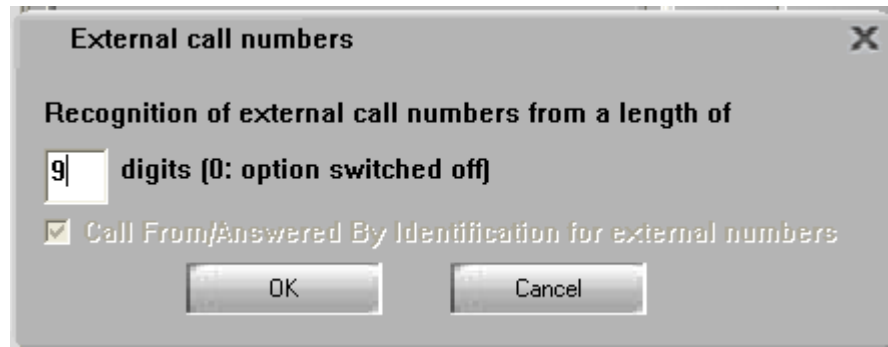 External call numbers
Recognition of external call numbers from a length of
9 digits (0: option switched off)
Call From/Answered By Identification for external numbers
OK Cancel